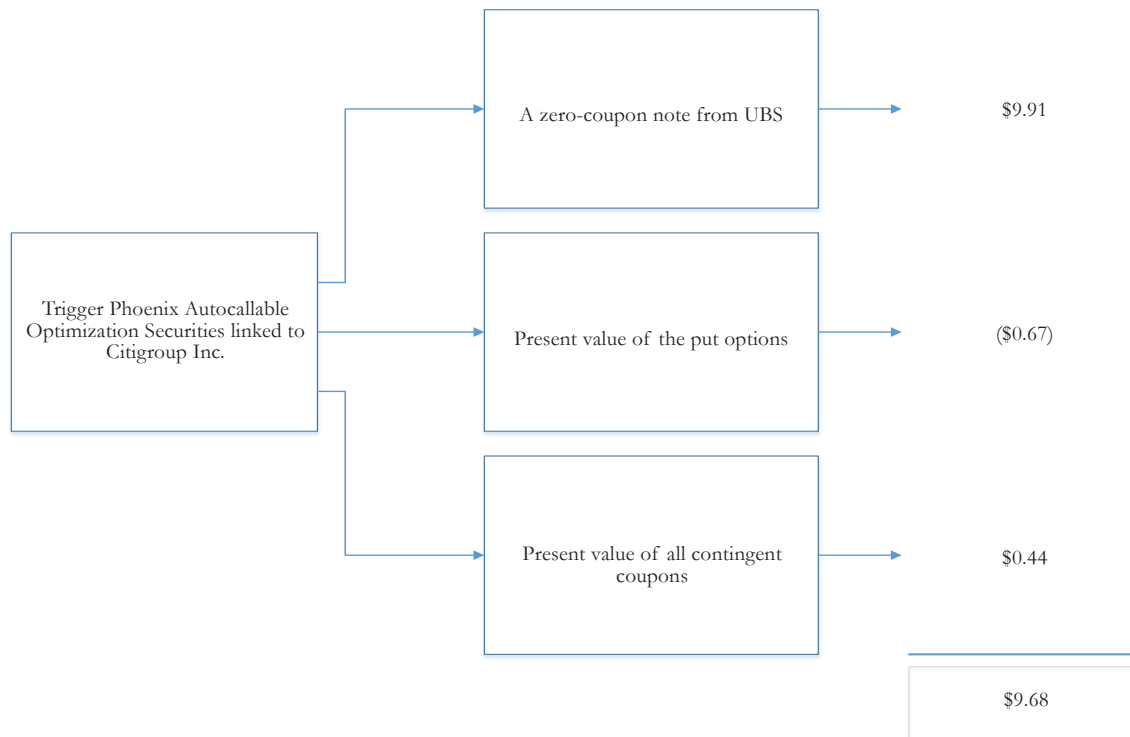 A zero-coupon note from UBS
$9.91
Trigger Phoenix Autocallable
Optimization Securities linked to
Citigroup Inc.
Present value of the put options
($0.67)
Present value of all contingent
coupons
$0.44
$9.68